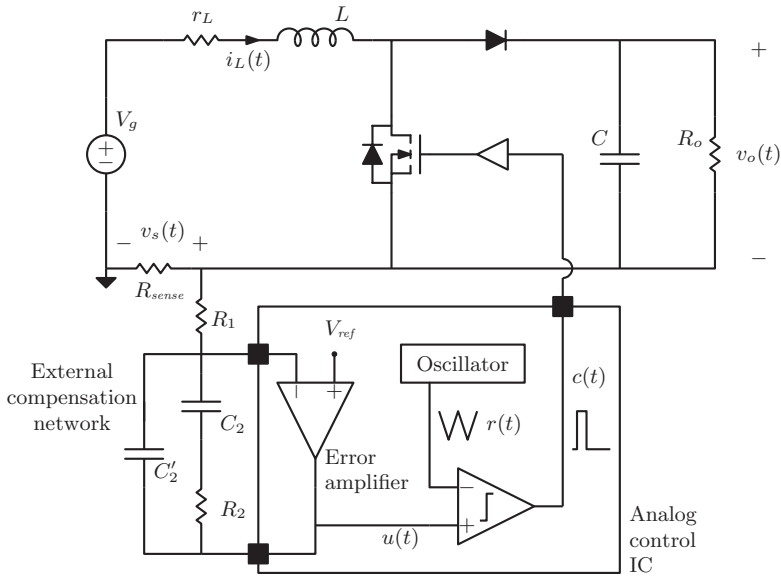 r_L
L
i_L(t)
V_g
+
−
C
R_o
+
v_o(t)
−
− v_s(t) +
R_sense
R_1
V_ref
Oscillator
c(t)
External
compensation
network
− +
C_2
r(t)
C_2'
Error
amplifier
−
R_2
+
u(t)
Analog
control
IC